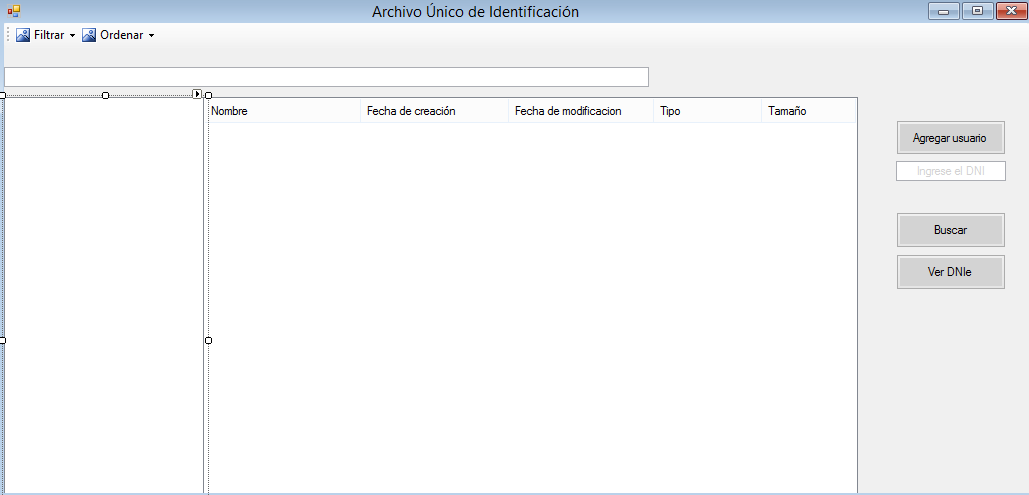 Archivo Único de Identificación
Filtrar Ordenar
Nombre Fecha de creación Fecha de modificacion Tipo Tamaño
Agregar usuario
Ingrese el DNI
Buscar
Ver DNIe